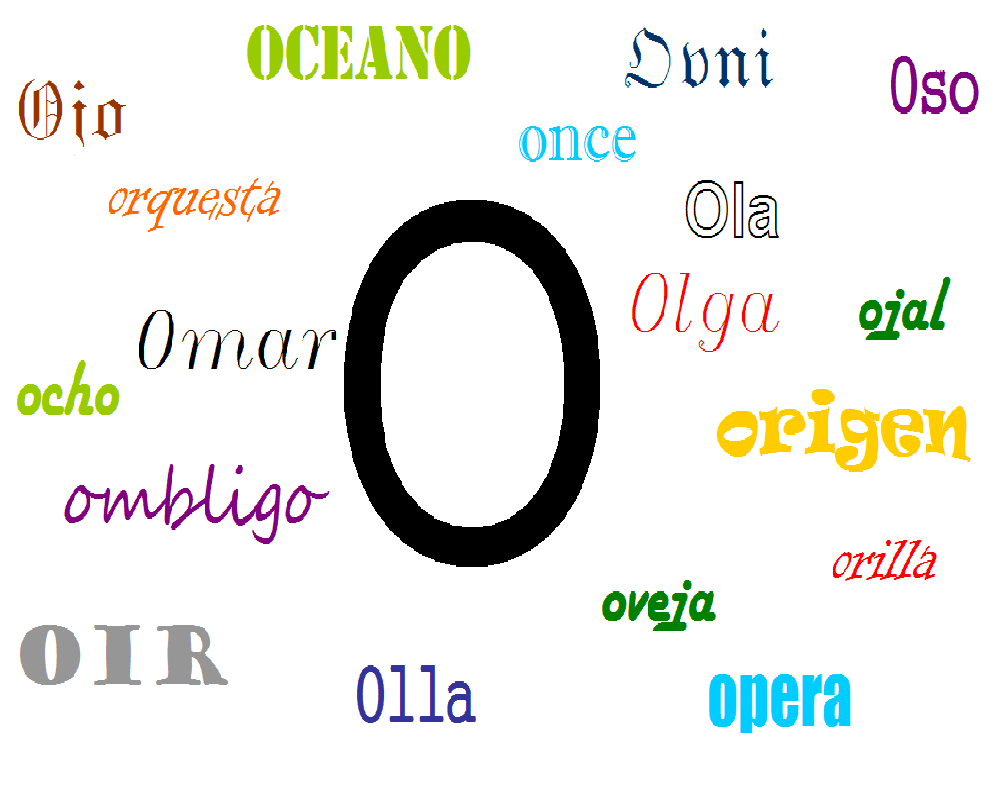 OCEANO
Ovni
Oso
Ojo
once
orquesta
Ola
O
Olga
ojal
Omar
ocho
origen
ombligo
orilla
oveja
OIR
Olla
opera